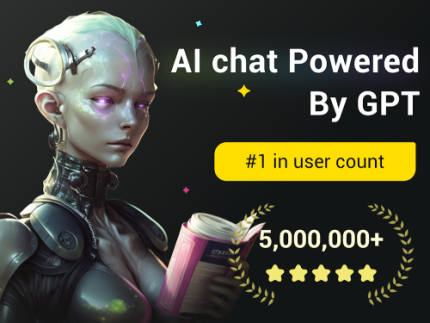 AI chat Powered
By GPT
#1 in user count
5,000,000+